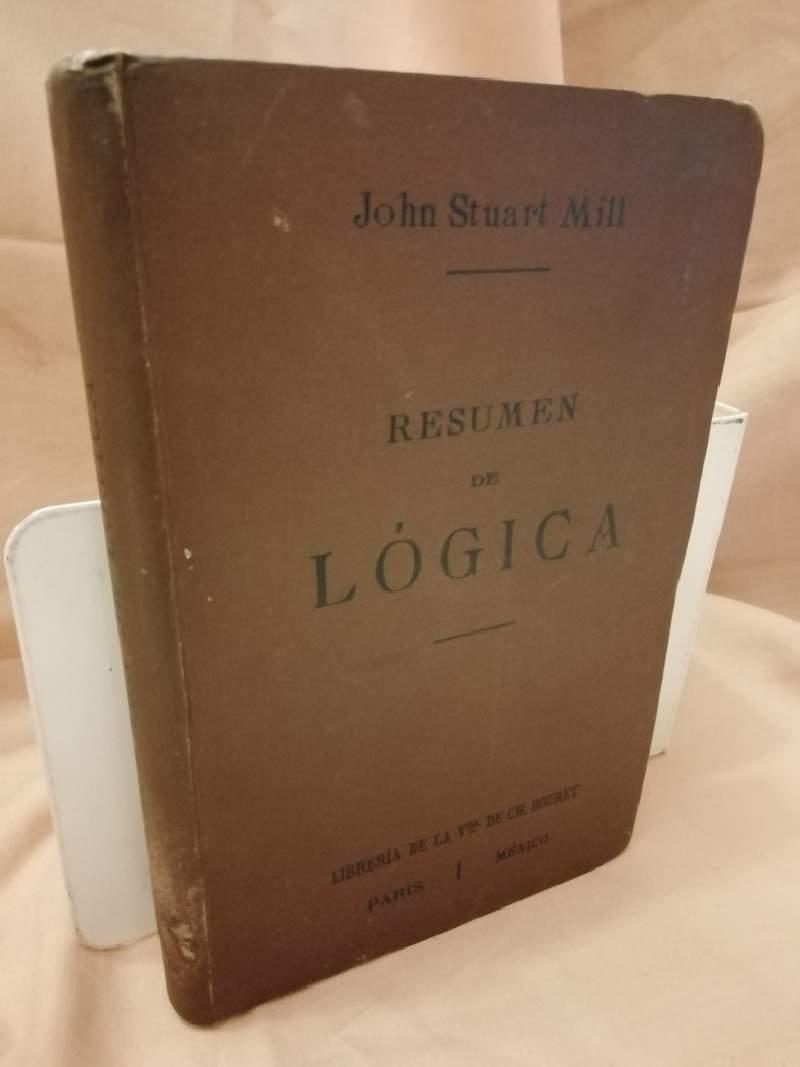 John Stuart Mill
RESUMEN
DE
LÓGICA
LIBRERÍA DE LA Vda. DE CH. BOURET
PARIS | MÉXICO